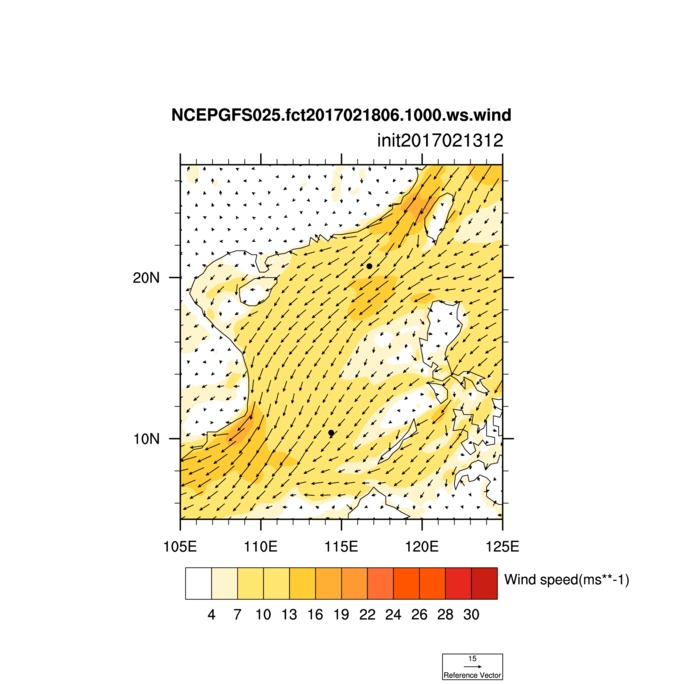 NCEPGFS025.fct2017021806.1000.ws.wind
init2017021312
20N
10N
105E 110E 115E 120E 125E
Wind speed(ms**-1)
4 7 10 13 16 19 22 24 26 28 30
15
Reference Vector